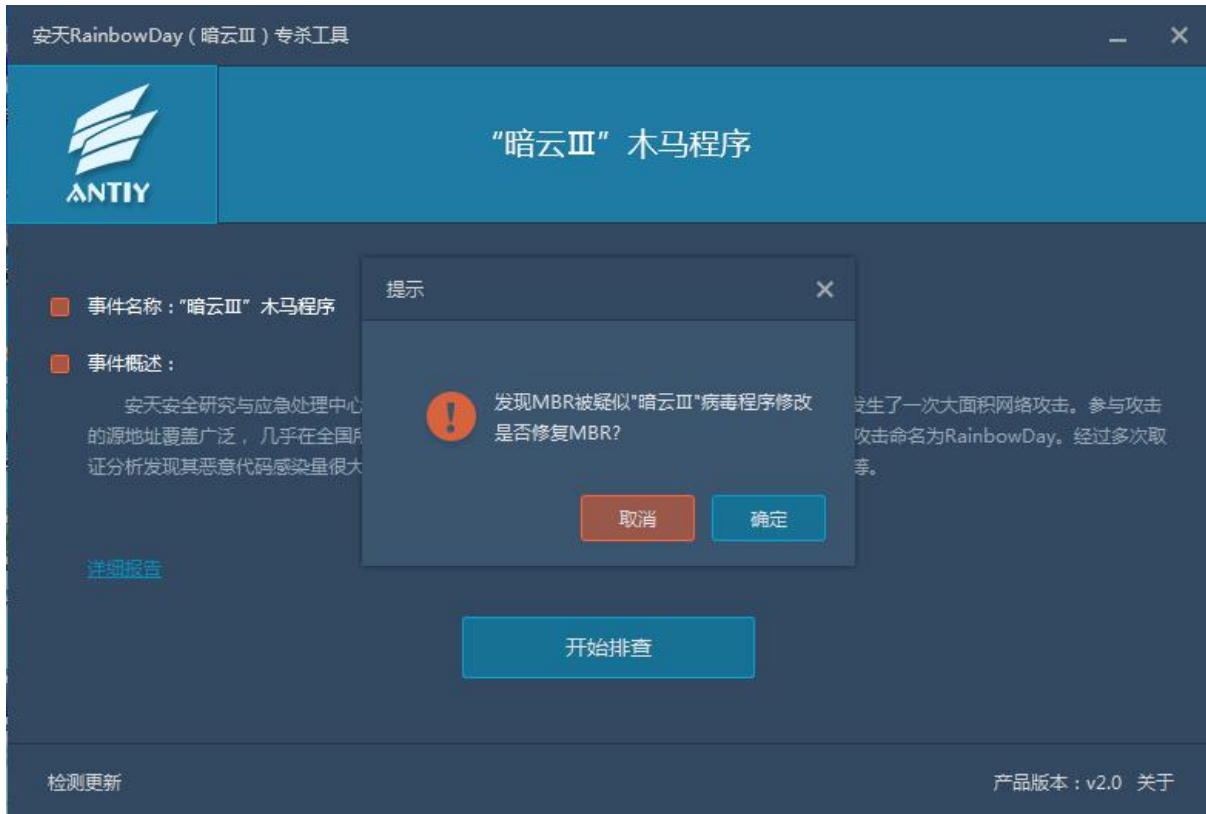 安天RainbowDay（暗云Ⅲ）专杀工具
ANTIY
"暗云Ⅲ" 木马程序
事件名称："暗云Ⅲ" 木马程序
事件概述：
安天安全研究与应急处理中心
发生了一次大面积网络攻击。参与攻击
的源地址覆盖广泛，几乎在全国
攻击命名为RainbowDay。经过多次取
证分析发现其恶意代码感染量很大
等。
提示
发现MBR被疑似"暗云Ⅲ"病毒程序修改
是否修复MBR?
取消
确定
详细报告
开始排查
检测更新
产品版本：v2.0 关于